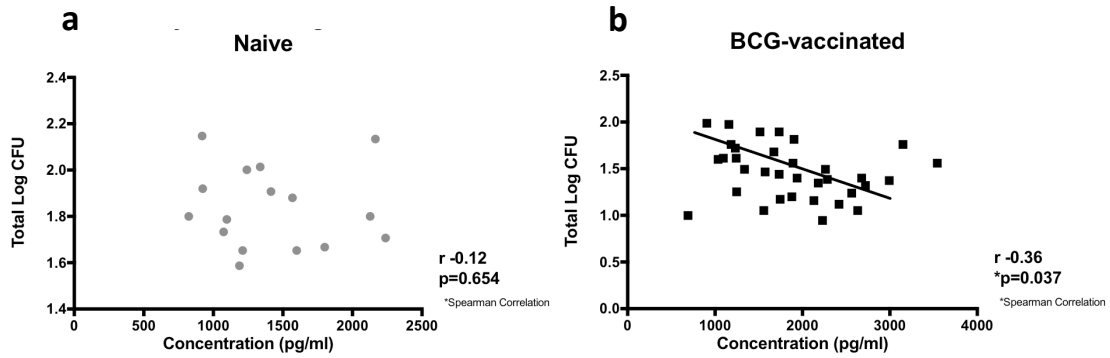 a
Naive
Total Log CFU
2.4
2.2
2.0
1.8
1.6
1.4
0
500
1000
1500
2000
2500
Concentration (pg/ml)
r -0.12
p=0.654
*Spearman Correlation
b
BCG-vaccinated
Total Log CFU
2.5
2.0
1.5
1.0
0.5
0.0
0
1000
2000
3000
4000
Concentration (pg/ml)
r -0.36
*p=0.037
*Spearman Correlation